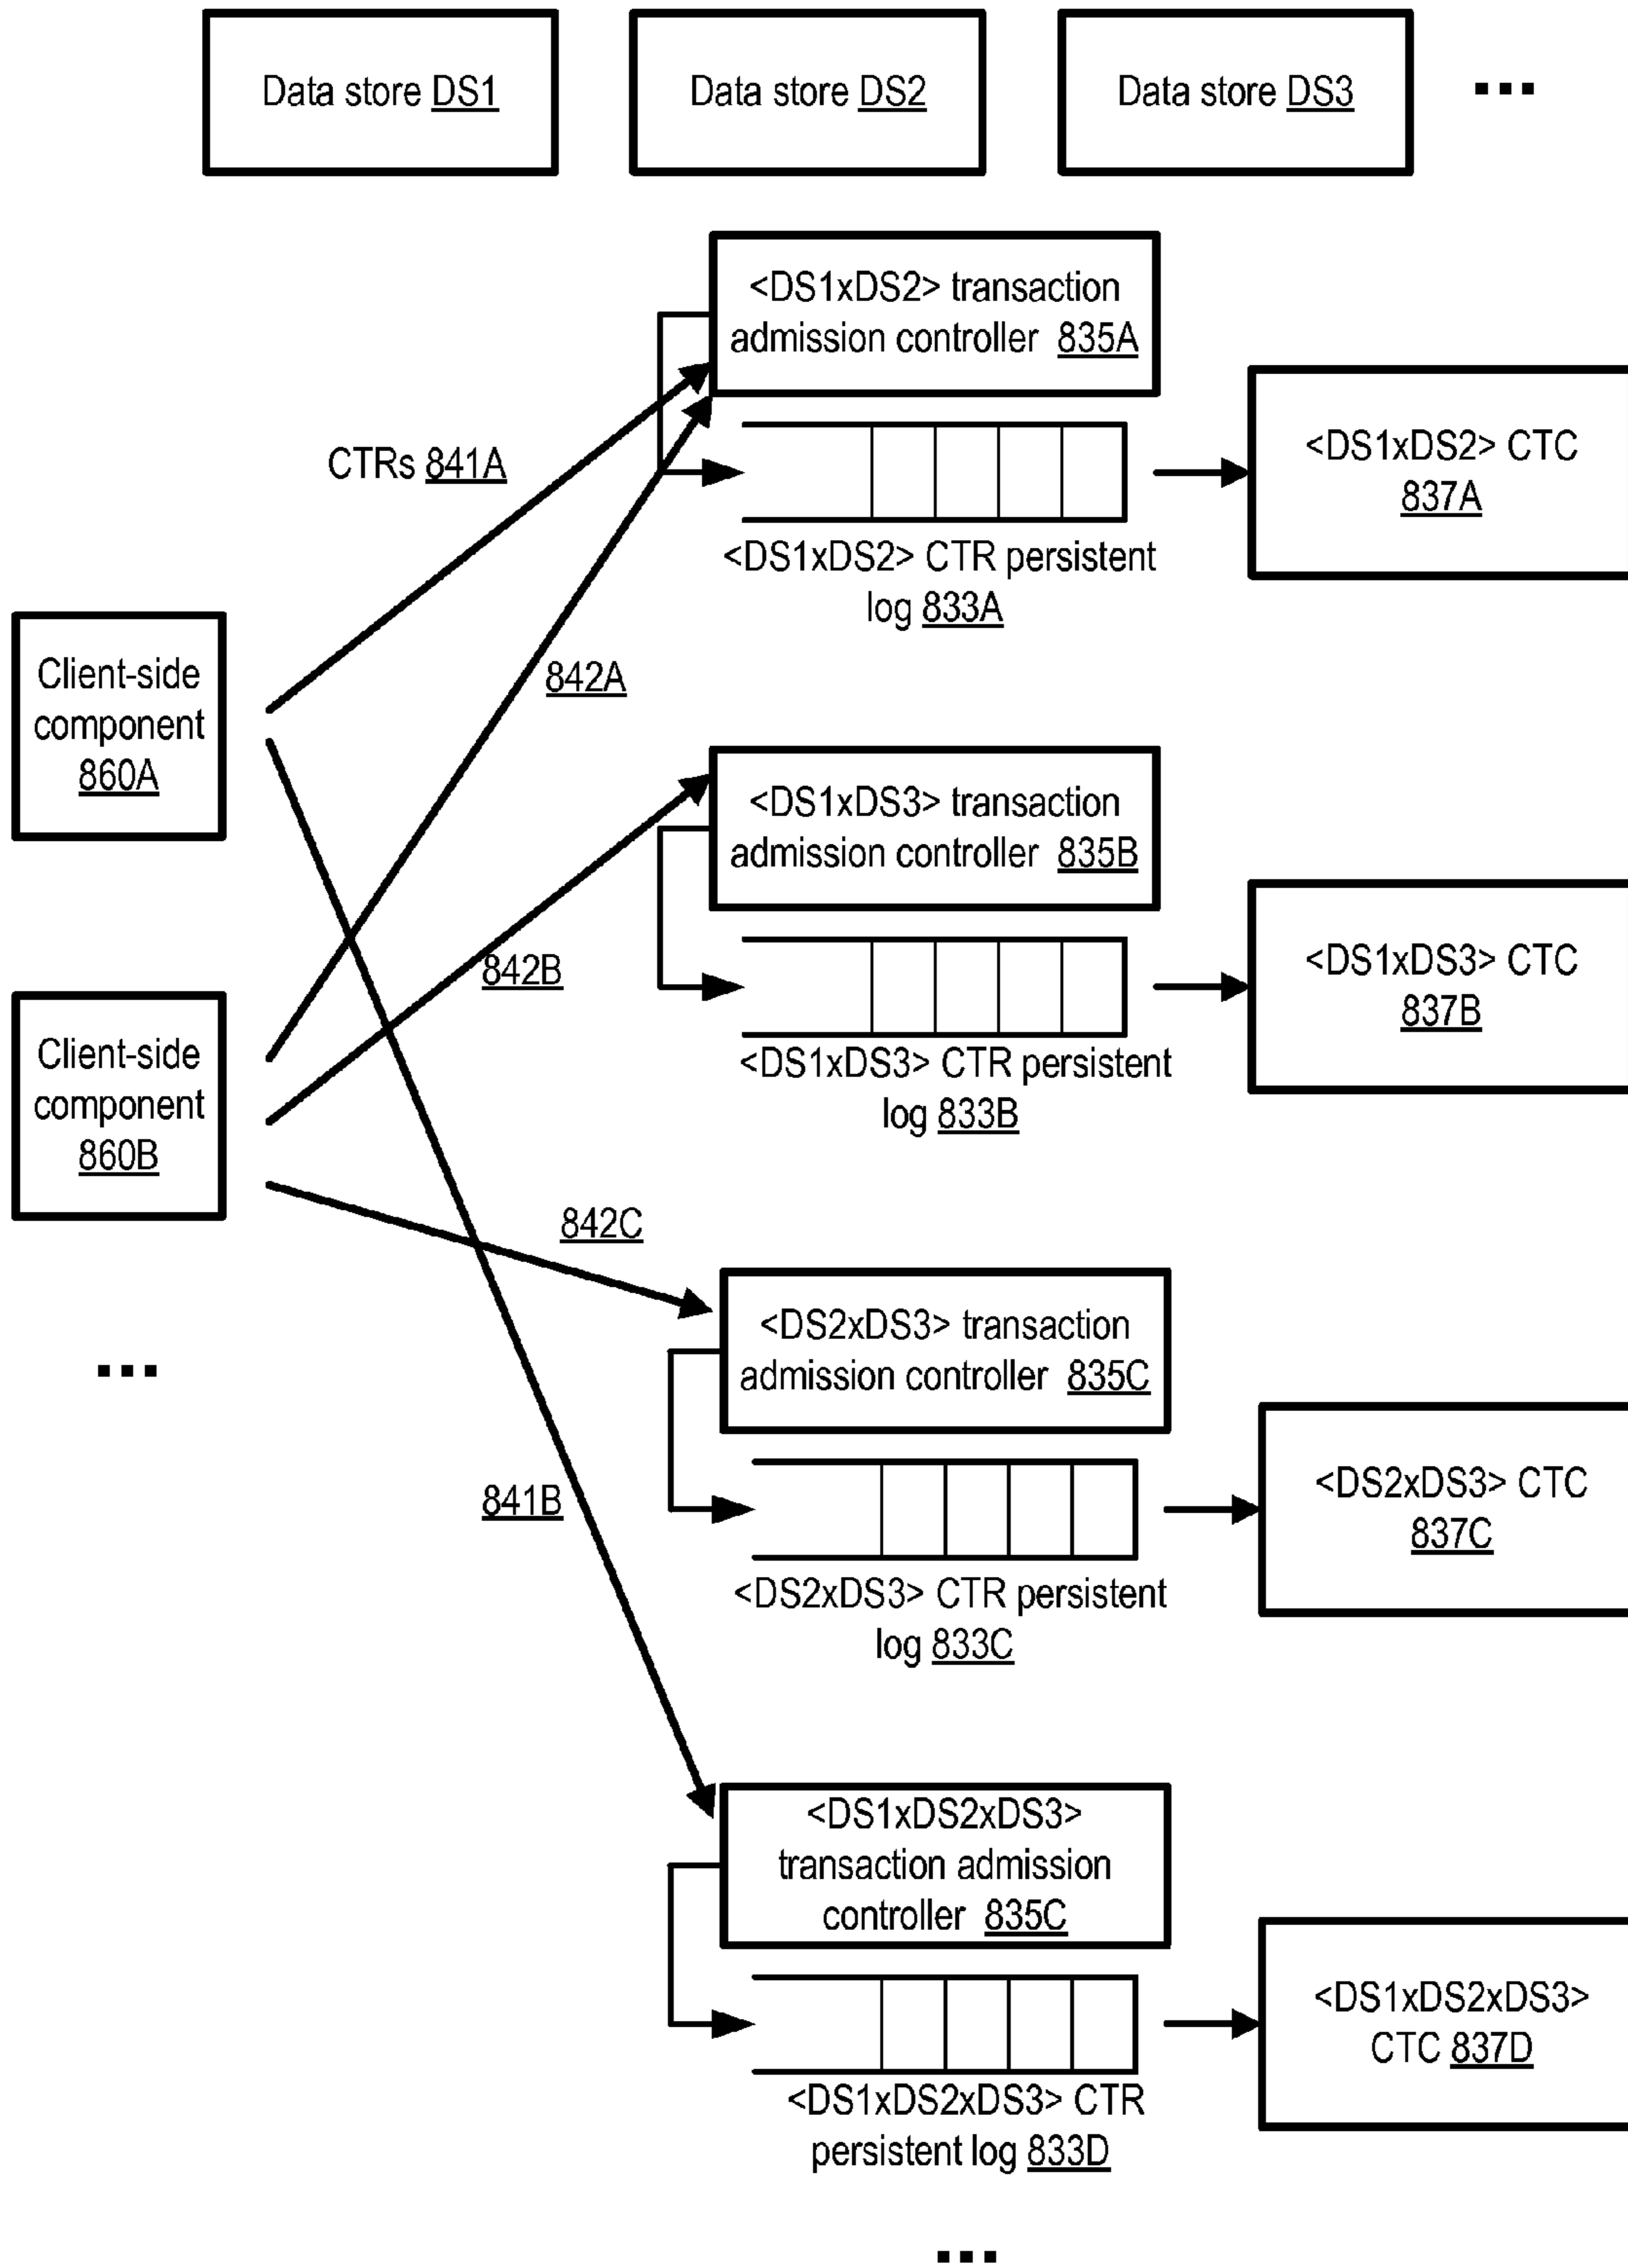 Data store DS1
Data store DS2
Data store DS3
...
<DS1xDS2> transaction
admission controller 835A
CTRs 841A
<DS1xDS2> CTC
837A
<DS1xDS2> CTR persistent
log 833A
Client-side
component
860A
842A
<DS1xDS3> transaction
admission controller 835B
842B
<DS1xDS3> CTC
837B
<DS1xDS3> CTR persistent
log 833B
Client-side
component
860B
842C
<DS2xDS3> transaction
admission controller 835C
...
841B
<DS2xDS3> CTC
837C
<DS2xDS3> CTR persistent
log 833C
<DS1xDS2xDS3>
transaction admission
controller 835C
<DS1xDS2xDS3>
CTC 837D
<DS1xDS2xDS3> CTR
persistent log 833D
...